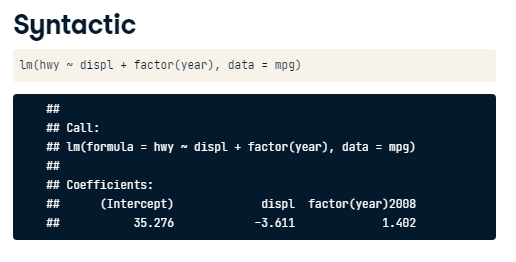 Syntactic
lm(hwy ~ displ + factor(year), data = mpg)
##
## Call:
## lm(formula = hwy ~ displ + factor(year), data = mpg)
##
## Coefficients:
##      (Intercept)             displ  factor(year)2008
##           35.276            -3.611             1.402